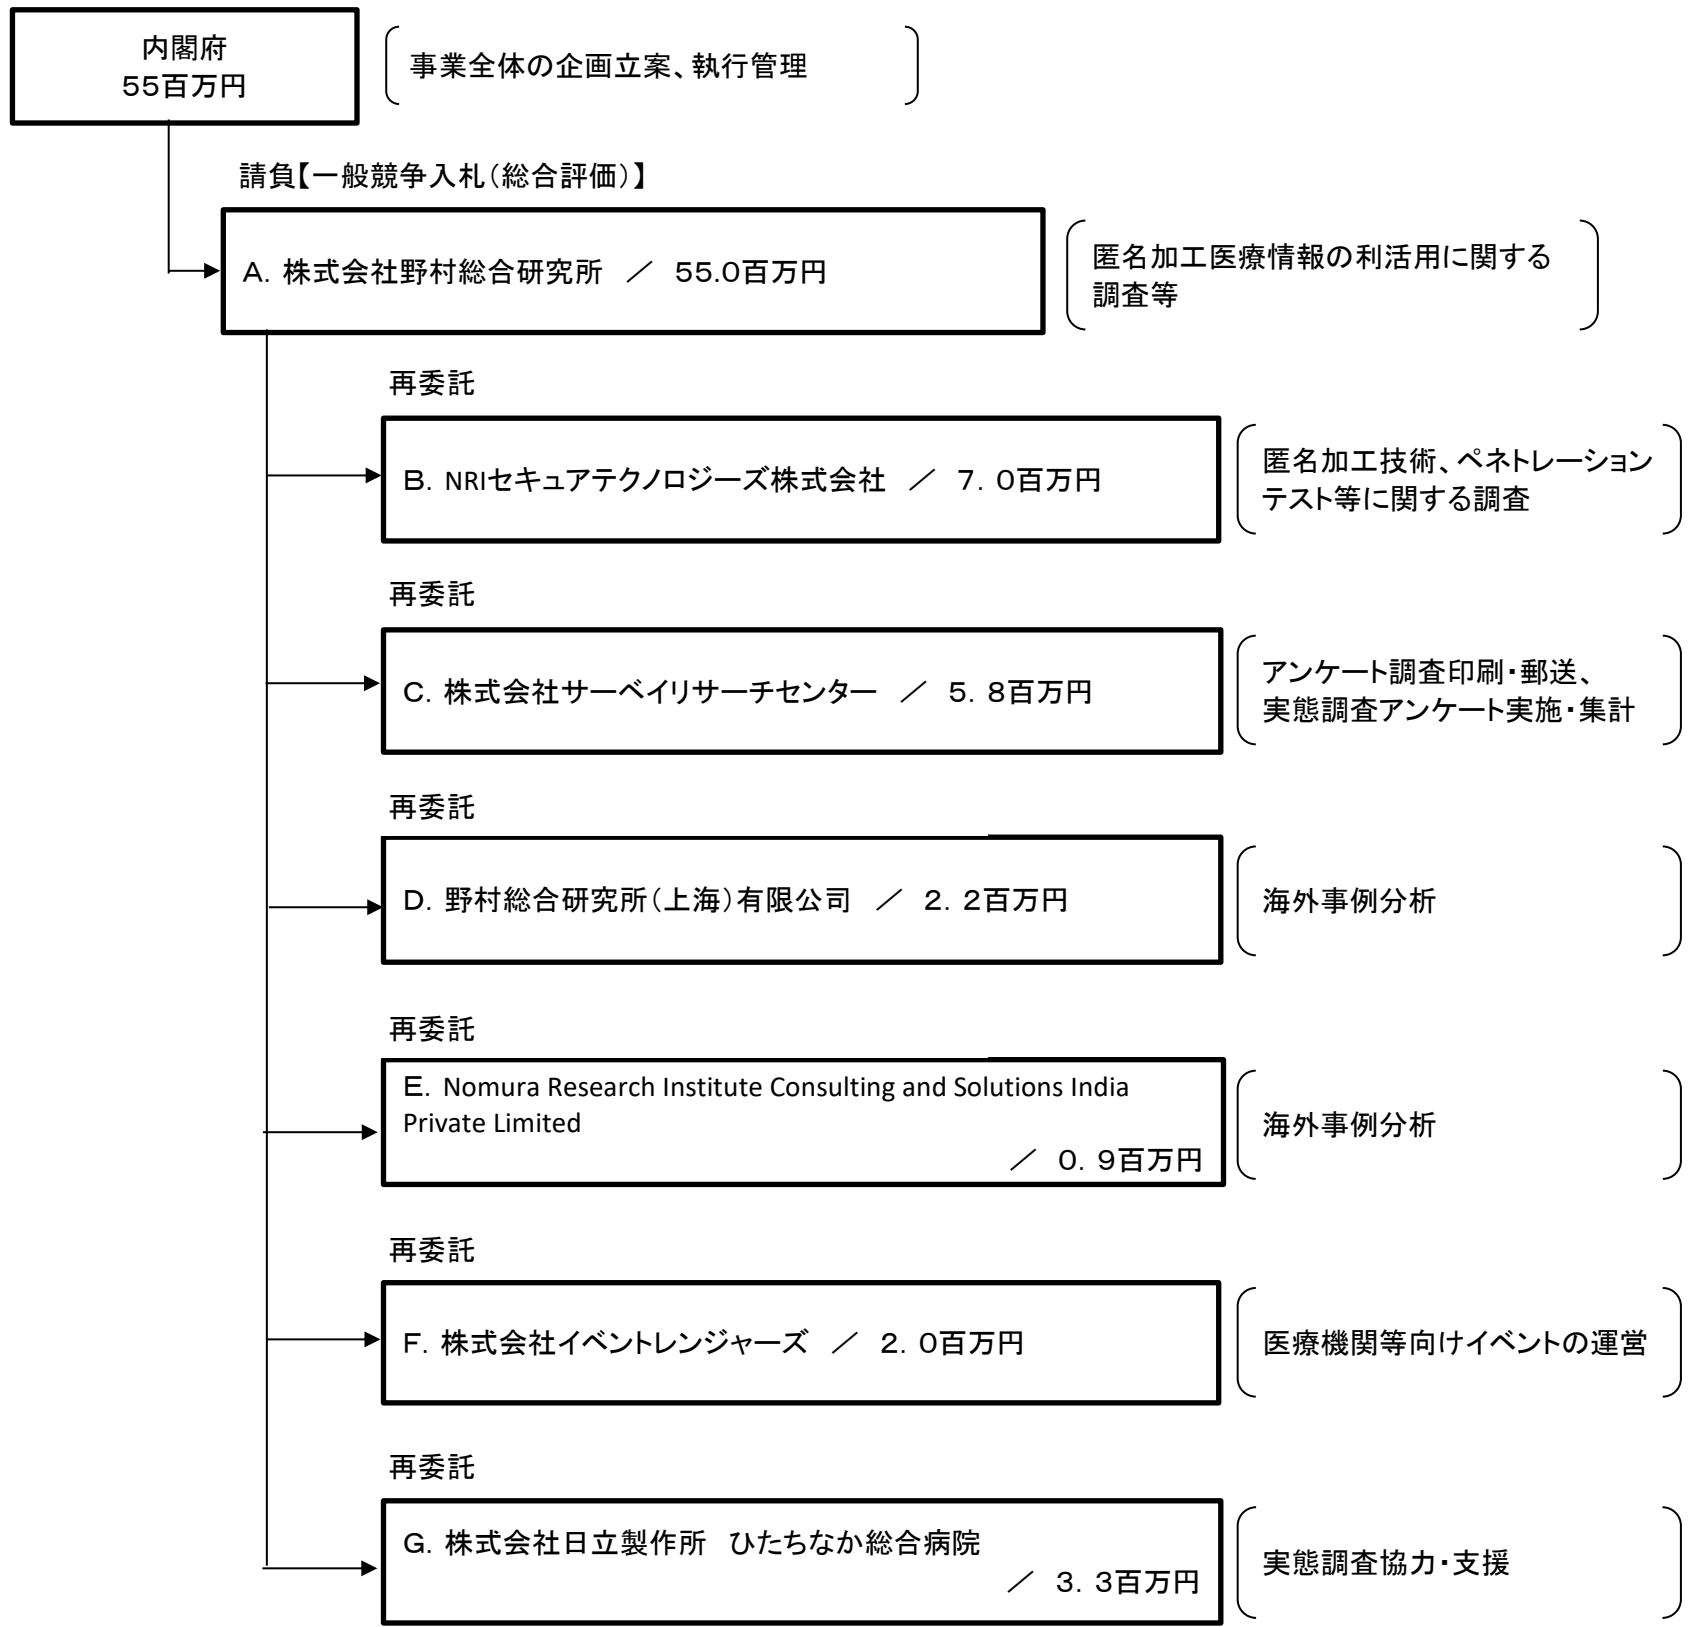 内閣府
55百万円
事業全体の企画立案、執行管理
請負【一般競争入札（総合評価）】
A. 株式会社野村総合研究所　／　55.0百万円
匿名加工医療情報の利活用に関する
調査等
再委託
B. NRIセキュアテクノロジーズ株式会社　／　7. 0百万円
匿名加工技術、ペネトレーション
テスト等に関する調査
再委託
C. 株式会社サーベイリサーチセンター　／　5. 8百万円
アンケート調査印刷・郵送、
実態調査アンケート実施・集計
再委託
D. 野村総合研究所（上海）有限公司　／　2. 2百万円
海外事例分析
再委託
E. Nomura Research Institute Consulting and Solutions India
Private Limited
／　0. 9百万円
海外事例分析
再委託
F. 株式会社イベントレンジャーズ　／　2. 0百万円
医療機関等向けイベントの運営
再委託
G. 株式会社日立製作所　ひたちなか総合病院
／　3. 3百万円
実態調査協力・支援